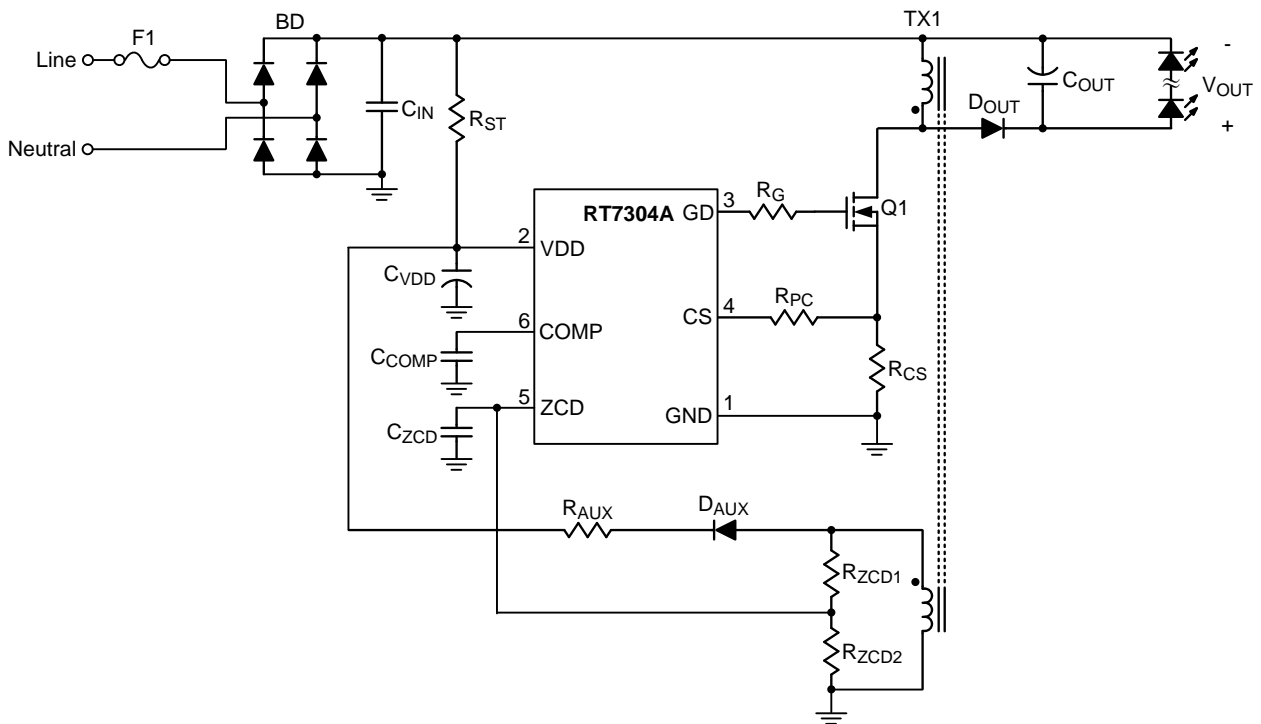 BD
TX1
F1
Line
Neutral
CIN
RST
COUT
DOUT
-
VOUT
+
RT7304A
GD
3
RG
Q1
2
VDD
CVDD
CS
4
RPC
6
COMP
CCOMP
RCS
5
ZCD
GND
1
CZCD
RAUX
DAUX
RZCD1
RZCD2